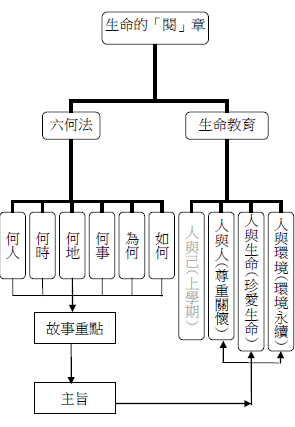 生命的「閱」章
六何法
生命教育
何人
何時
何地
何事
為何
如何
人與己(上學期)
人與人(尊重關懷)
人與生命(珍愛生命)
人與環境(環境永續)
故事重點
主旨